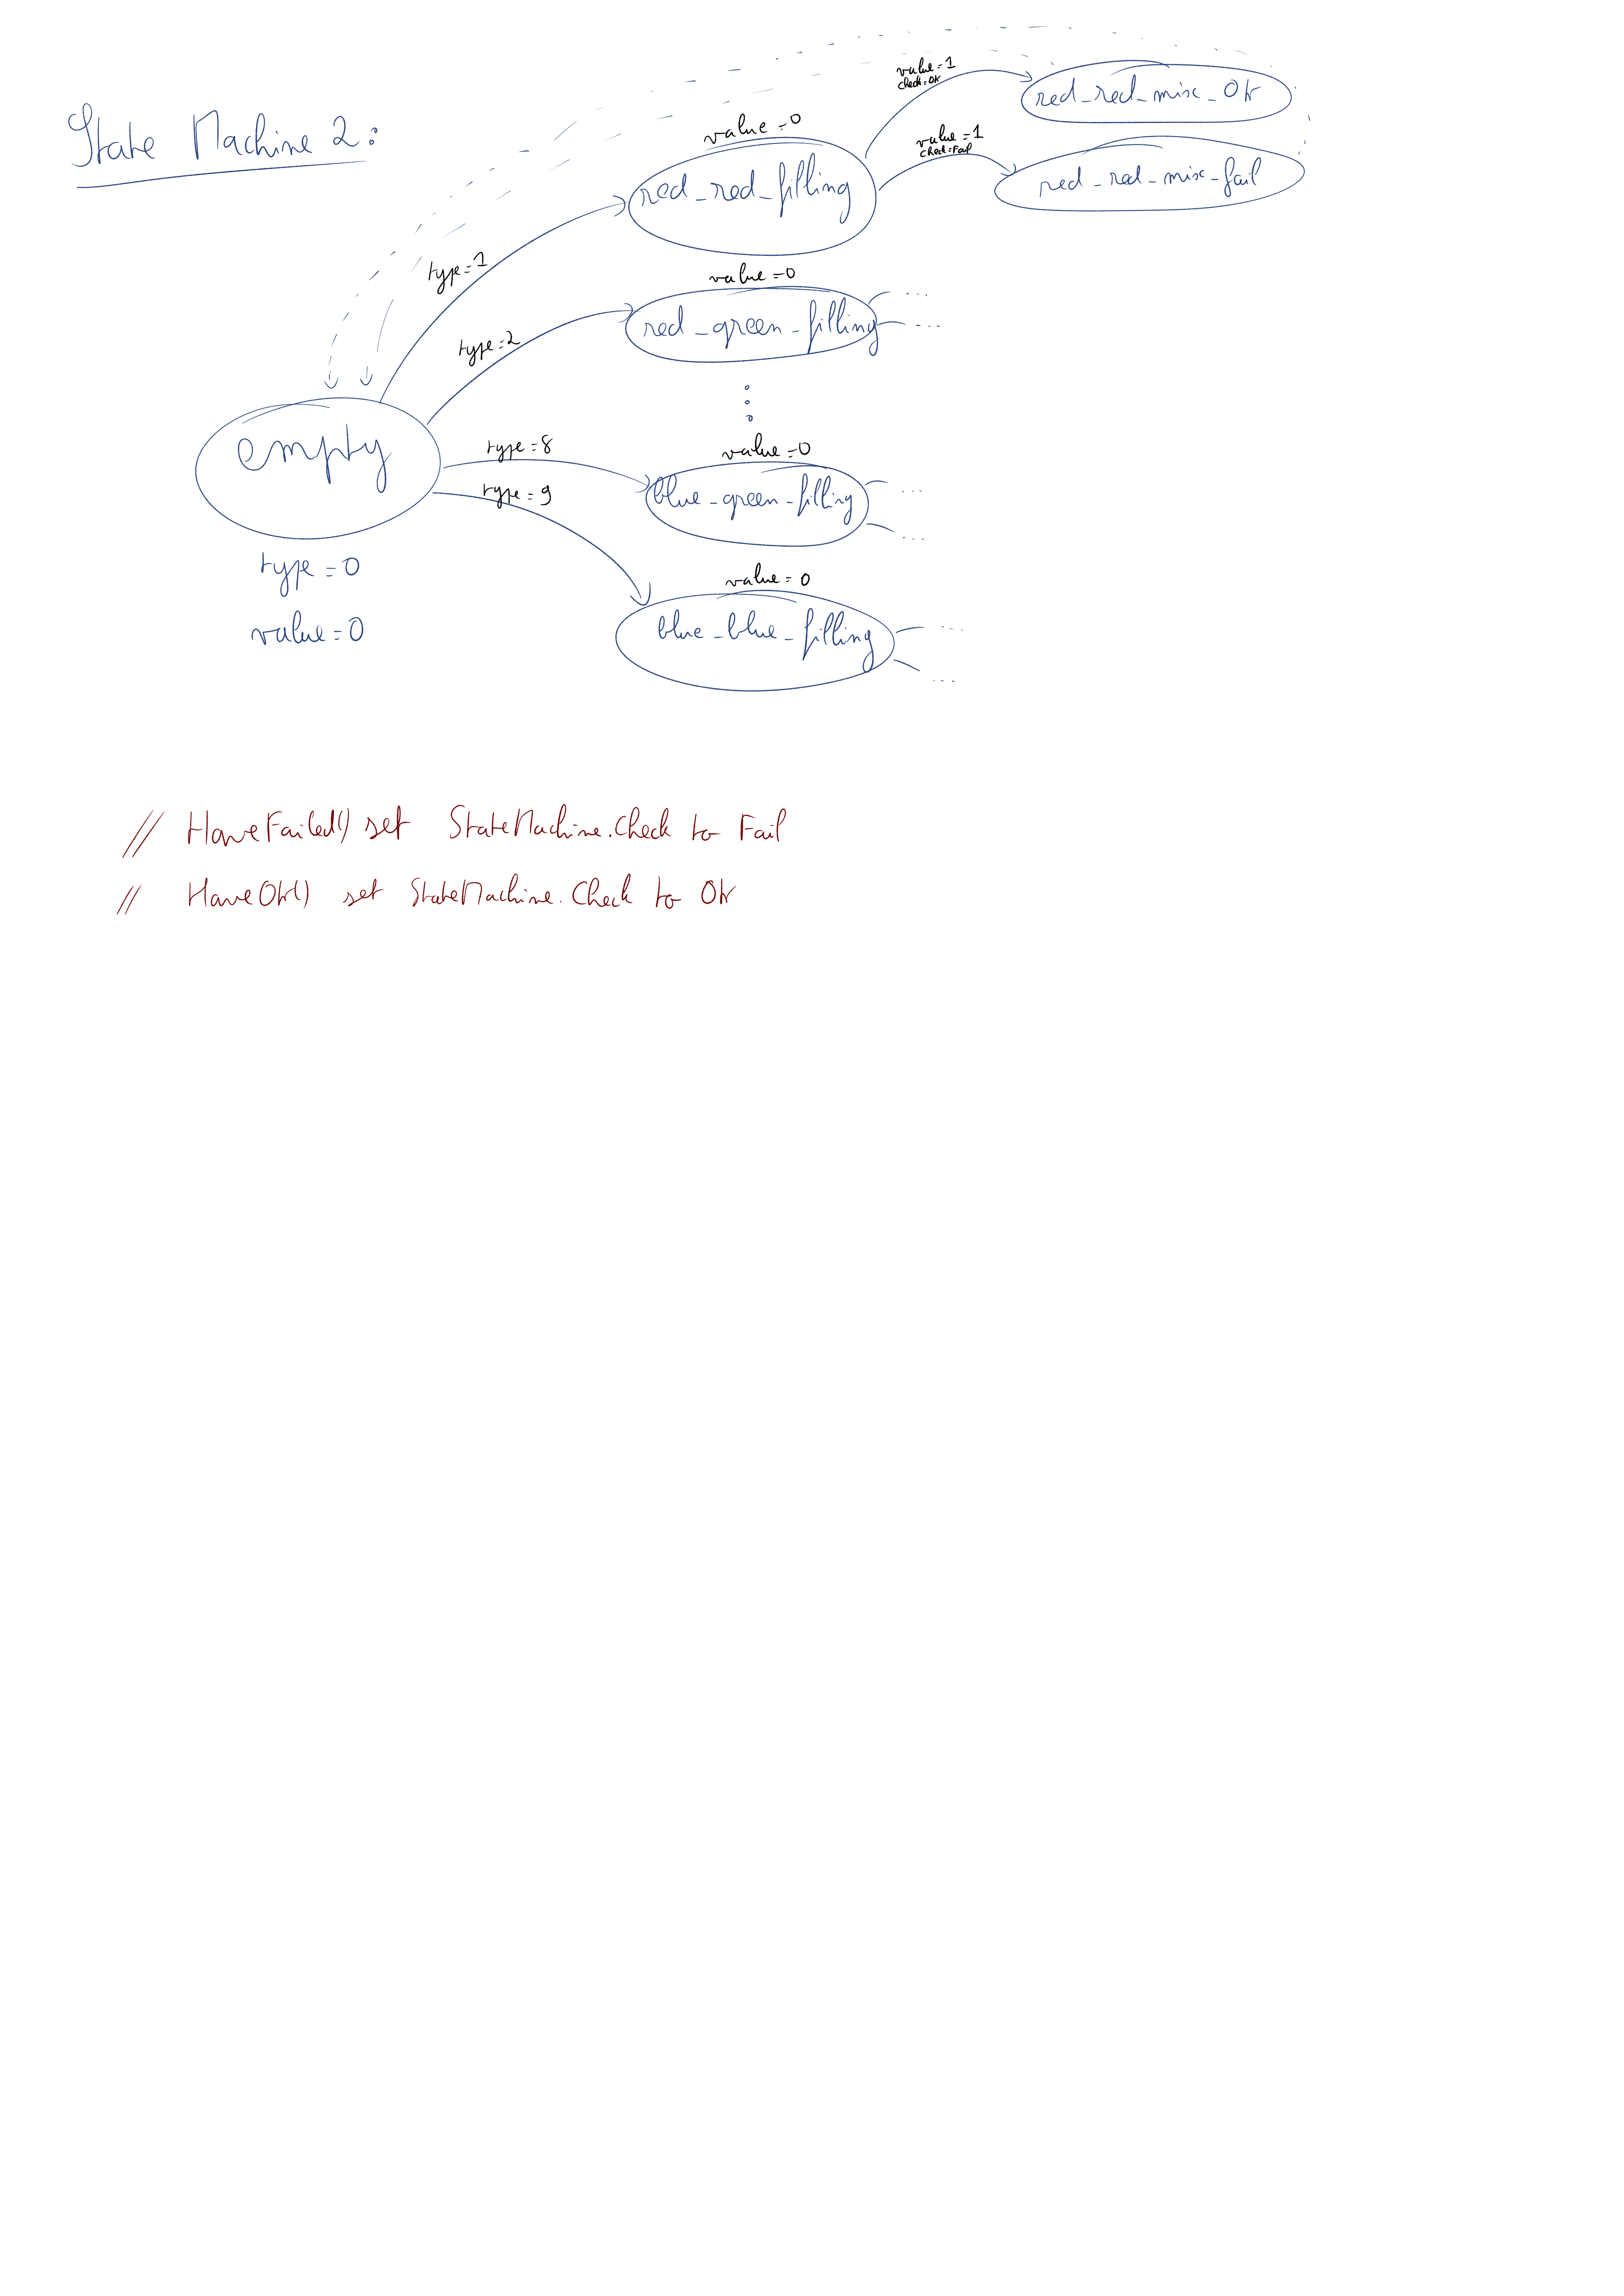 State Machine 2:
value=1
check=Ok
red_red_mix_Ok
value=0
value=1
check=Fail
red_red_filling
red_red_mix_fail
type=1
value=0
red_green_filling
...
...
type=2
empty
type=8
value=0
blue_green_filling
...
...
type=9
type=0
value=0
value=0
blue_blue_filling
...
...
// HaveFailed() set StateMachine.Check to Fail
// HaveOk() set StateMachine.Check to Ok